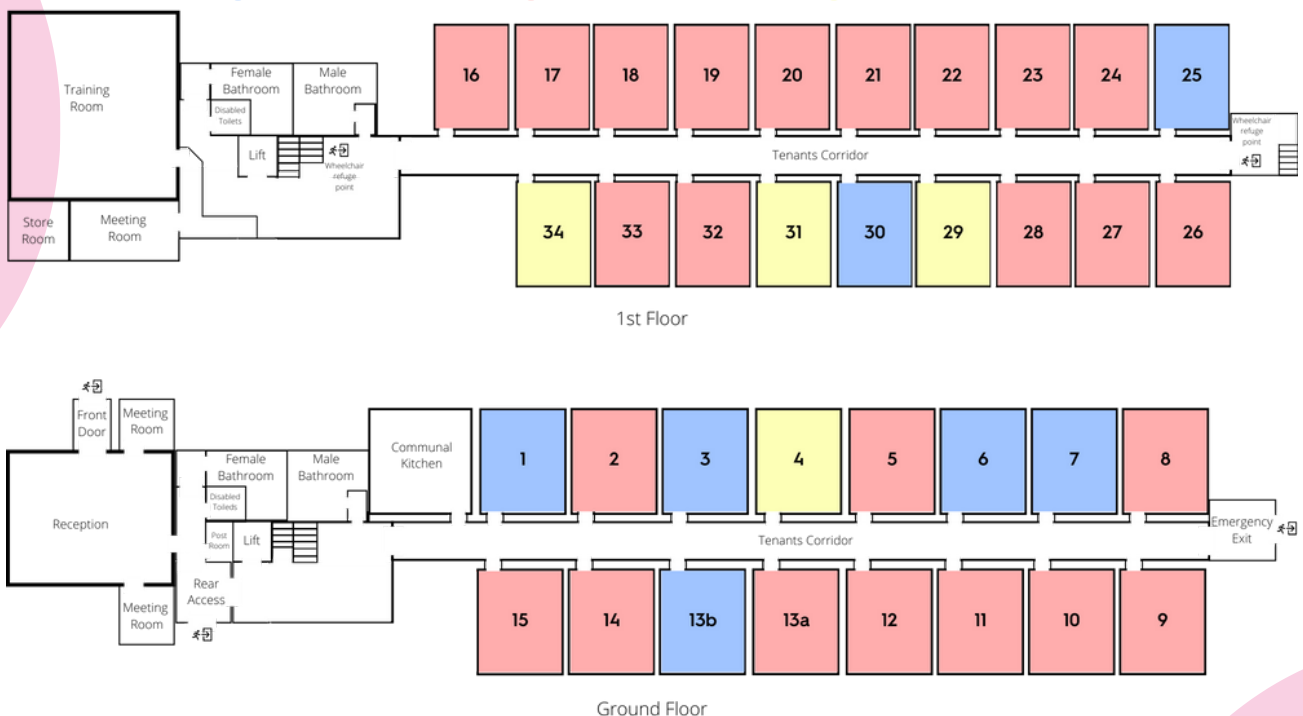 16
17
18
19
20
21
22
23
24
25
Training
Room
Female
Bathroom
Male
Bathroom
Disabled
Toilets
Lift
Wheelchair
refuge
point
Tenants Corridor
Wheelchair
refuge
point
Store
Room
Meeting
Room
34
33
32
31
30
29
28
27
26
1st Floor
Front
Door
Meeting
Room
Communal
Kitchen
1
2
3
4
5
6
7
8
Female
Bathroom
Male
Bathroom
Disabled
Toileds
Reception
Post
Room
Lift
Tenants Corridor
Emergency
Exit
Rear
Access
Meeting
Room
15
14
13b
13a
12
11
10
9
Ground Floor